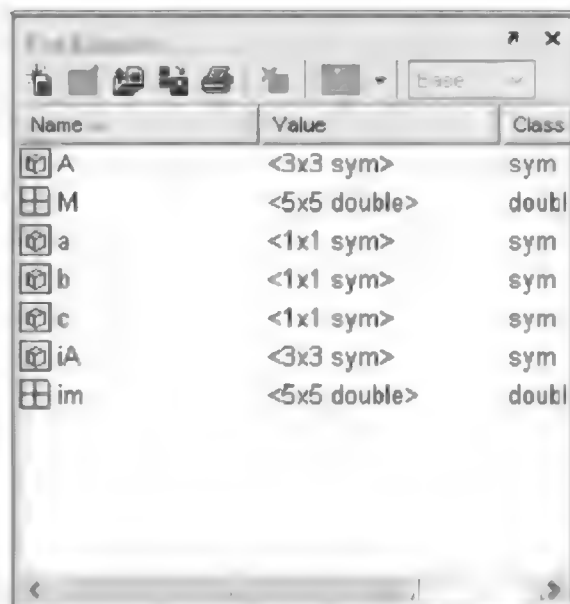 Base
Name Value Class
A <3x3 sym> sym
M <5x5 double> doubl
a <1x1 sym> sym
b <1x1 sym> sym
c <1x1 sym> sym
iA <3x3 sym> sym
im <5x5 double> doubl